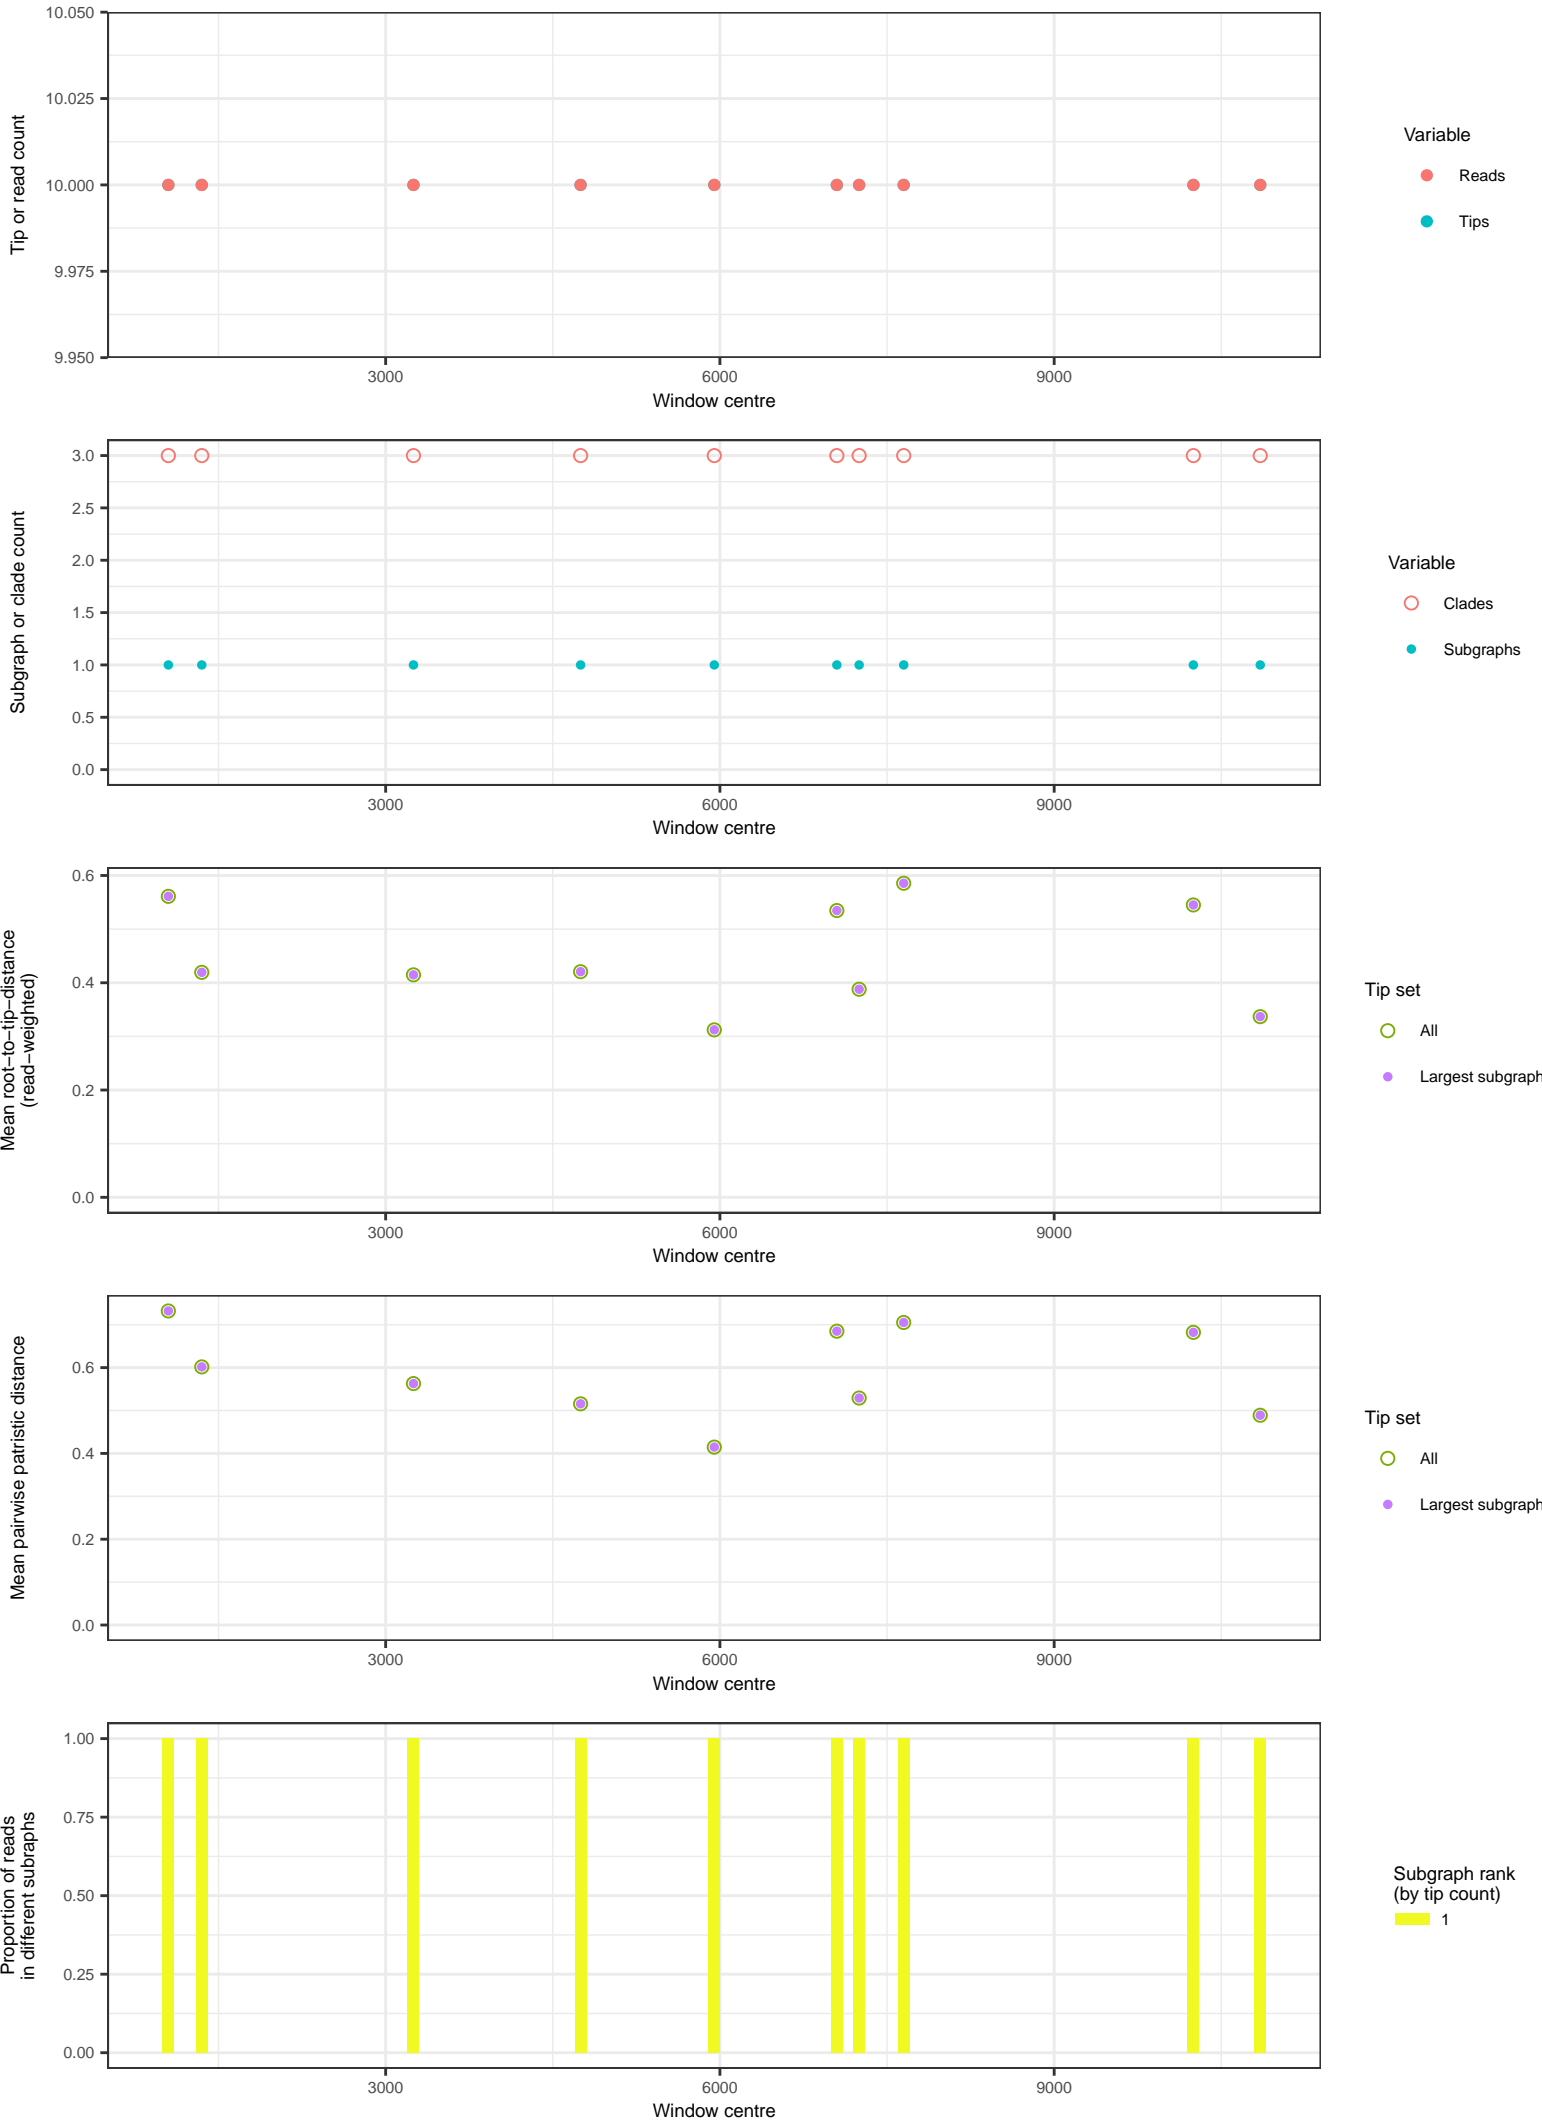 10.050
10.025
10.000
9.975
9.950
Tip or read count
3000
6000
9000
Window centre
Variable
Reads
Tips
3.0
2.5
2.0
1.5
1.0
0.5
0.0
Subgraph or clade count
3000
6000
9000
Window centre
Variable
Clades
Subgraphs
0.6
0.4
0.2
0.0
Mean root−to−tip−distance
(read−weighted)
3000
6000
9000
Window centre
Tip set
All
Largest subgraph
0.6
0.4
0.2
0.0
Mean pairwise patristic distance
3000
6000
9000
Window centre
Tip set
All
Largest subgraph
1.00
0.75
0.50
0.25
0.00
Proportion of reads
in different subraphs
3000
6000
9000
Window centre
Subgraph rank
(by tip count)
1